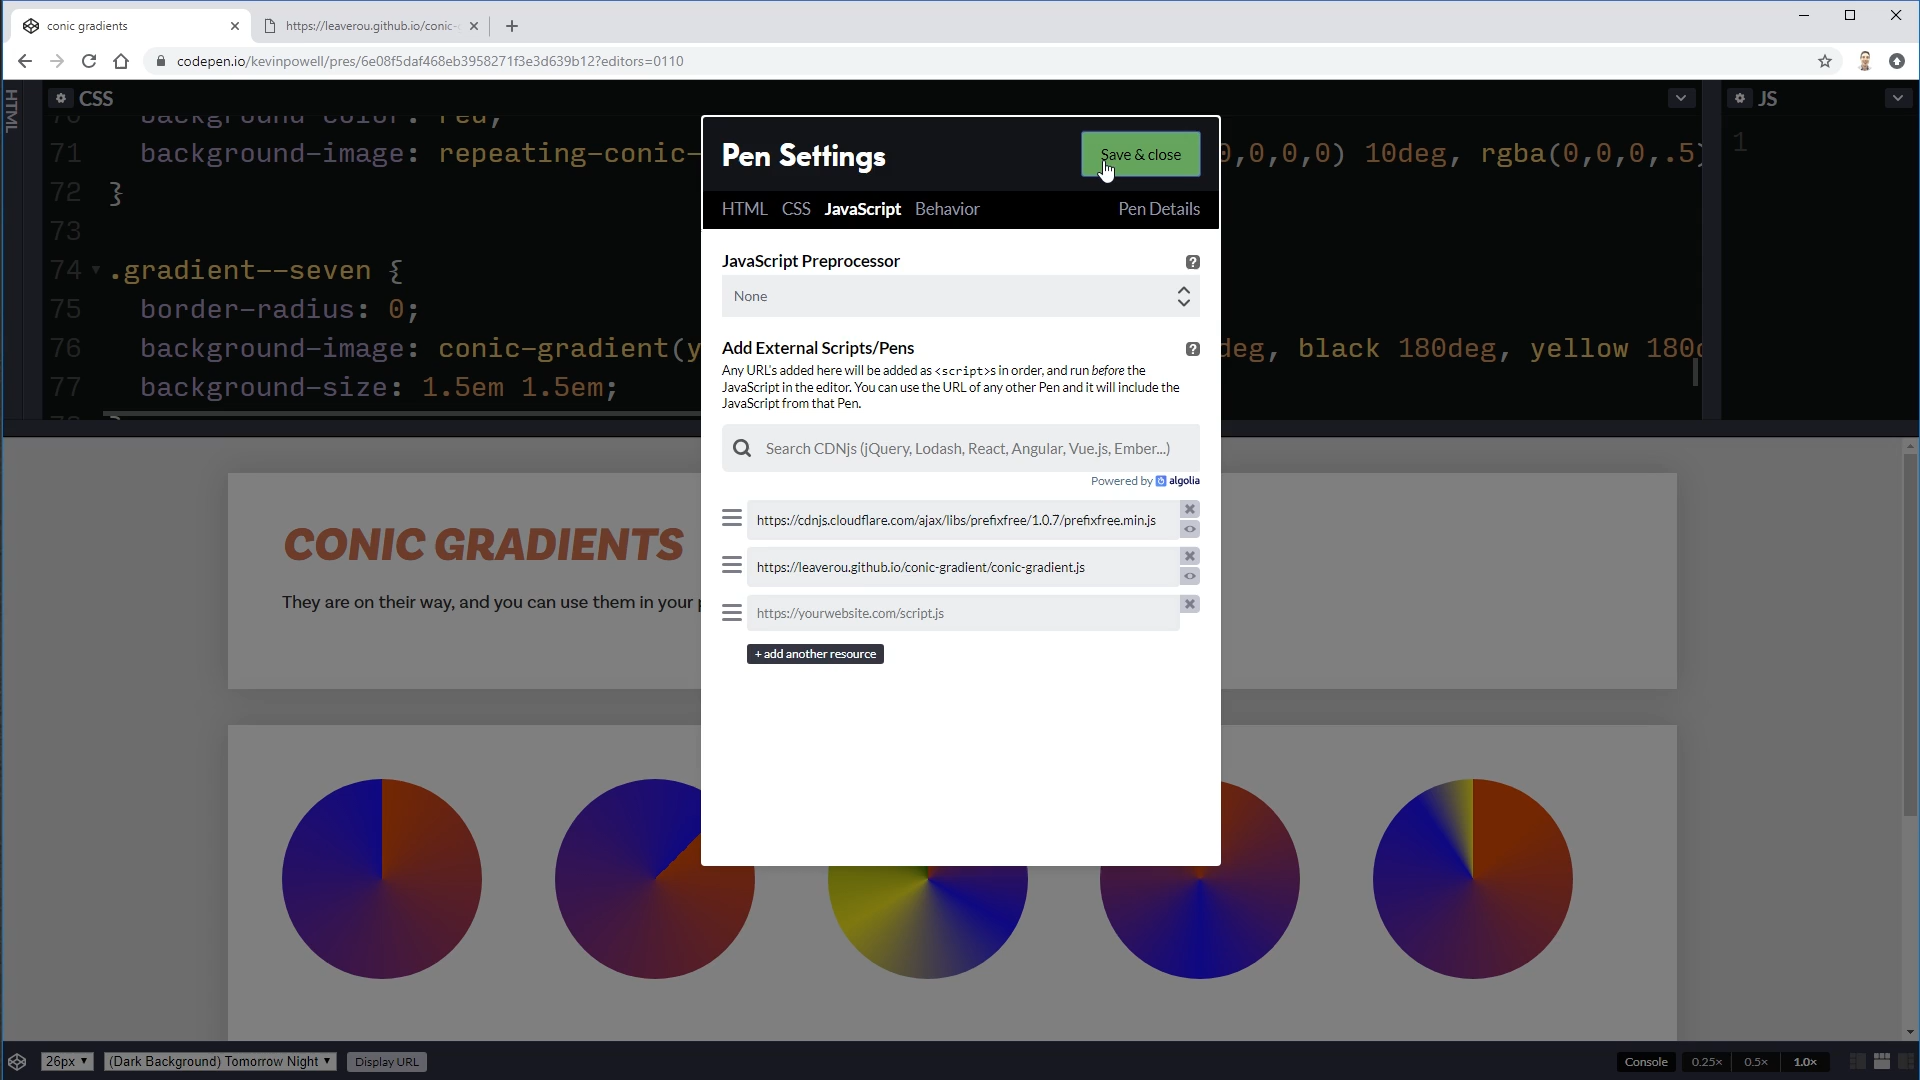 conic gradients
https://leaverou.github.io/conic-
codepen.io/kevinpowell/pres/6e08f5daf468eb3958271f3e3d639b12?editors=0110
HTML
CSS
JS
70 background-color: red;
71 background-image: repeating-conic-
0,0,0,0) 10deg, rgba(0,0,0,.5)
1
72 }
73
74 .gradient--seven {
75 border-radius: 0;
76 background-image: conic-gradient(y
deg, black 180deg, yellow 180
77 background-size: 1.5em 1.5em;
Pen Settings
Save & close
HTML CSS JavaScript Behavior Pen Details
JavaScript Preprocessor
None
Add External Scripts/Pens
Any URL's added here will be added as <script>s in order, and run before the
JavaScript in the editor. You can use the URL of any other Pen and it will include the
JavaScript from that Pen.
Search CDNjs (jQuery, Lodash, React, Angular, Vue.js, Ember...)
Powered by algolia
https://cdnjs.cloudflare.com/ajax/libs/prefixfree/1.0.7/prefixfree.min.js
https://leaverou.github.io/conic-gradient/conic-gradient.js
https://yourwebsite.com/script.js
+ add another resource
CONIC GRADIENTS
They are on their way, and you can use them in your
26px
(Dark Background) Tomorrow Night
Display URL
Console
0.25×
0.5×
1.0×